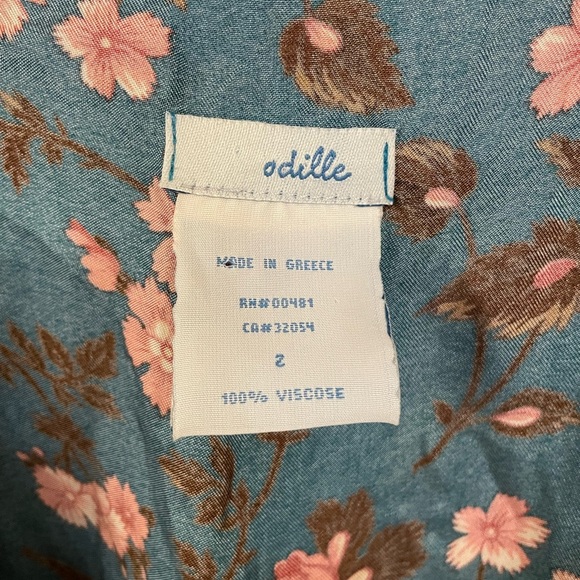 odille
MADE IN GREECE
RN#00481
CA#32054
2
100% VISCOSE